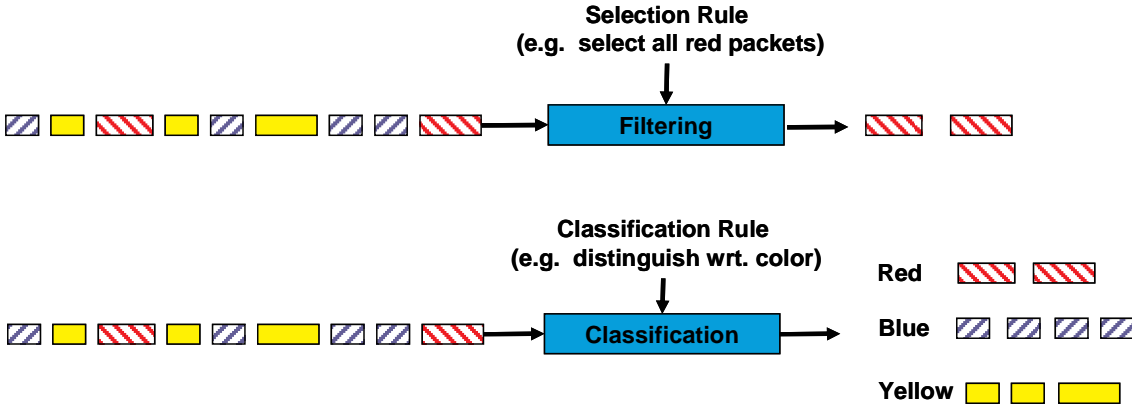 Selection Rule
(e.g. select all red packets)
Filtering
Classification Rule
(e.g. distinguish wrt. color)
Classification
Red
Blue
Yellow